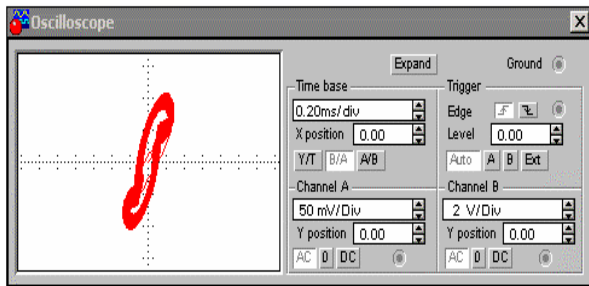 Oscilloscope
Expand Ground
Time base
0.20ms/div
X position 0.00
Y/T B/A A/B
Trigger
Edge
Level 0.00
Auto A B Ext
Channel A
50 mV/Div
Y position 0.00
AC 0 DC
Channel B
2 V/Div
Y position 0.00
AC 0 DC